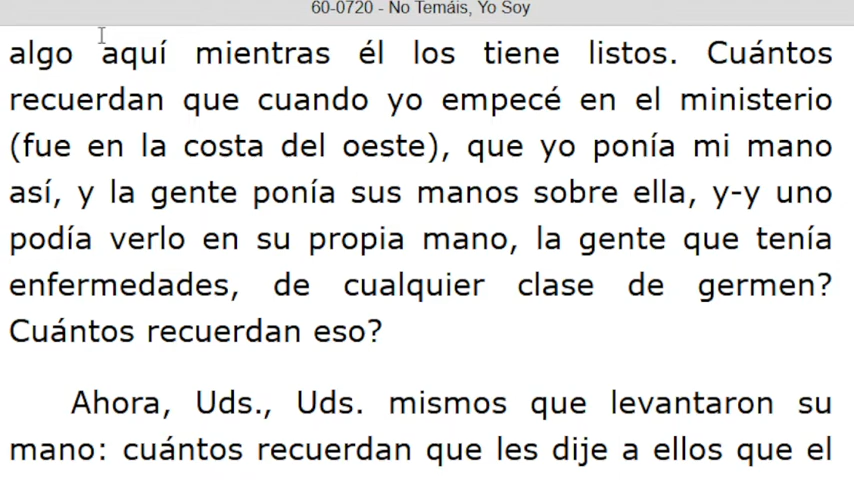 60-0720 - No Temáis, Yo Soy
algo aquí mientras él los tiene listos. Cuántos
recuerdan que cuando yo empecé en el ministerio
(fue en la costa del oeste), que yo ponía mi mano
así, y la gente ponía sus manos sobre ella, y-y uno
podía verlo en su propia mano, la gente que tenía
enfermedades, de cualquier clase de germen?
Cuántos recuerdan eso?
Ahora, Uds., Uds. mismos que levantaron su
mano: cuántos recuerdan que les dije a ellos que el